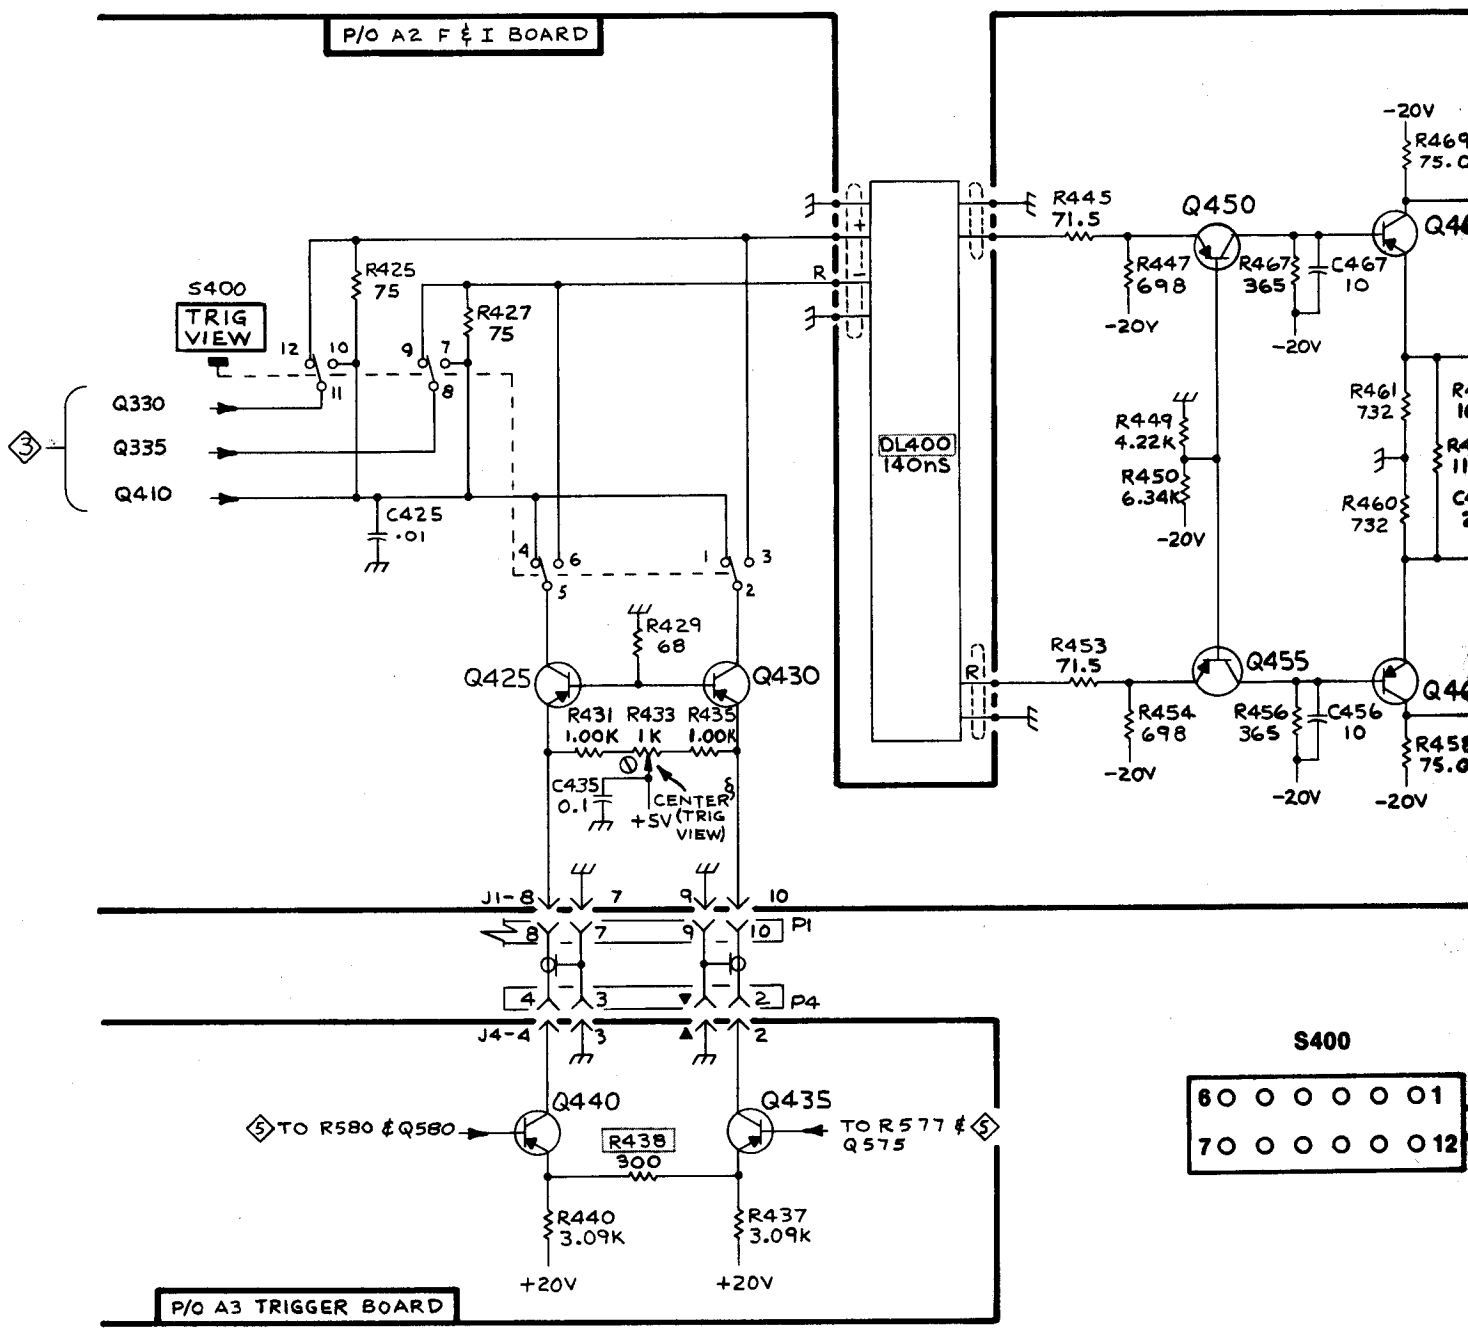 P/O A2 F & I BOARD
-20V
R469
R445
71.5
Q450
+
R
-
R425
75
R427
75
S400
TRIG
VIEW
R447
698
-20V
R467
365
C467
10
-20V
12
10
11
9
7
8
3
Q330
Q335
Q410
C425
.01
DL400
140nS
R449
4.22K
R450
6.34K
-20V
R461
732
R460
732
4
6
5
1
3
2
R429
68
Q425
Q430
R431
1.00K
R433
1K
R435
1.00K
C435
0.1
+5V
CENTER
(TRIG
VIEW)
R
R453
71.5
Q455
R454
698
-20V
R456
365
C456
10
-20V
R458
-20V
J1-8
7
9
10
8
7
9
10
P1
4
3
2
P4
J4-4
3
2
Q440
Q435
5 TO R580 & Q580
R438
300
TO R577 & 5
Q575
R440
3.09K
R437
3.09K
+20V
+20V
S400
6
1
7
12
P/O A3 TRIGGER BOARD